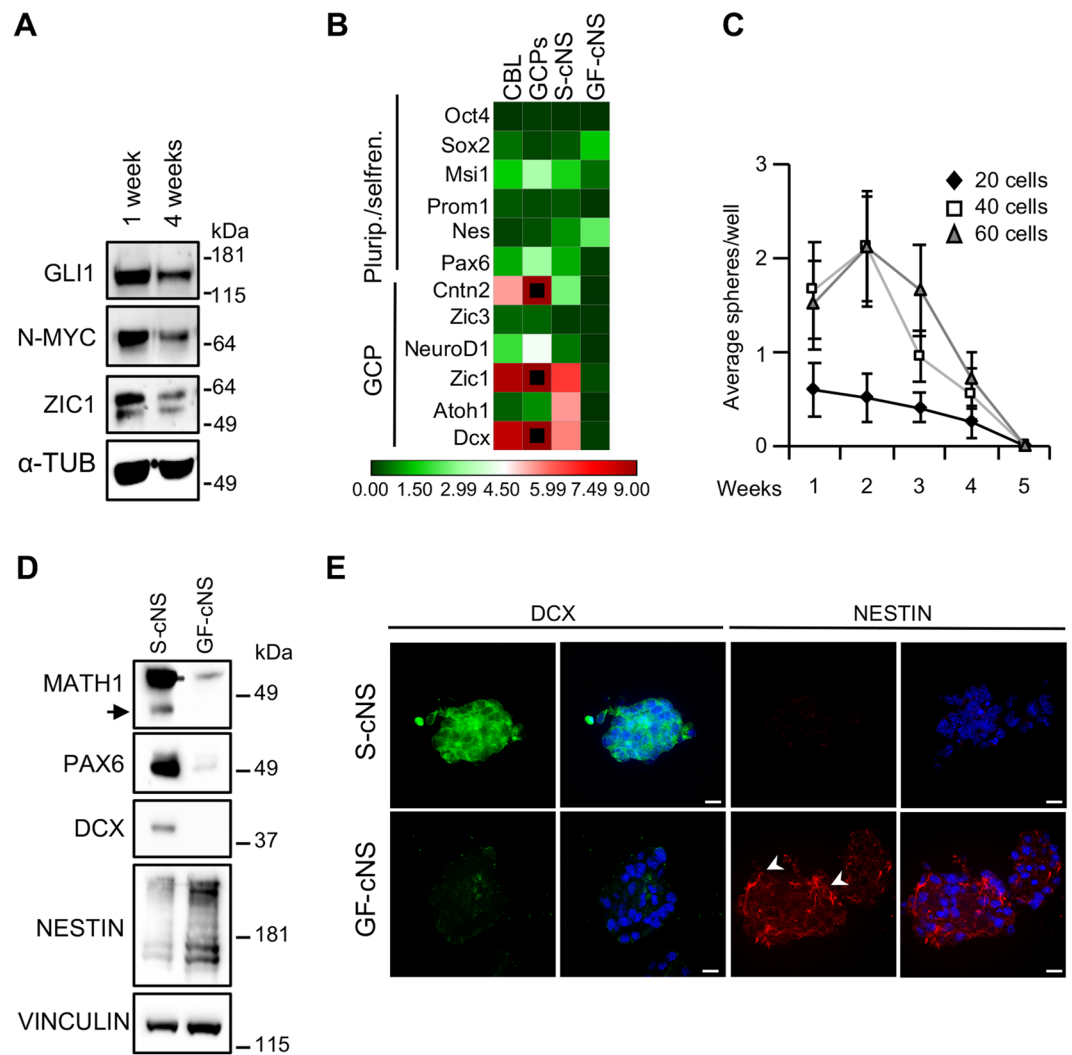 A
1 week
4 weeks
kDa
GLI1
-181
-115
N-MYC
-64
ZIC1
-64
-49
α-TUB
-49
B
CBL
GCPs
S-cNS
GF-cNS
Plurip./selfren.
Oct4
Sox2
Msi1
Prom1
Nes
Pax6
GCP
Cntn2
Zic3
NeuroD1
Zic1
Atoh1
Dcx
0.00 1.50 2.99 4.50 5.99 7.49 9.00
C
Average spheres/well
3
2
1
0
20 cells
40 cells
60 cells
Weeks 1 2 3 4 5
D
S-cNS
GF-cNS
kDa
MATH1
49
PAX6
49
DCX
37
NESTIN
181
VINCULIN
115
E
DCX NESTIN
S-cNS
GF-cNS